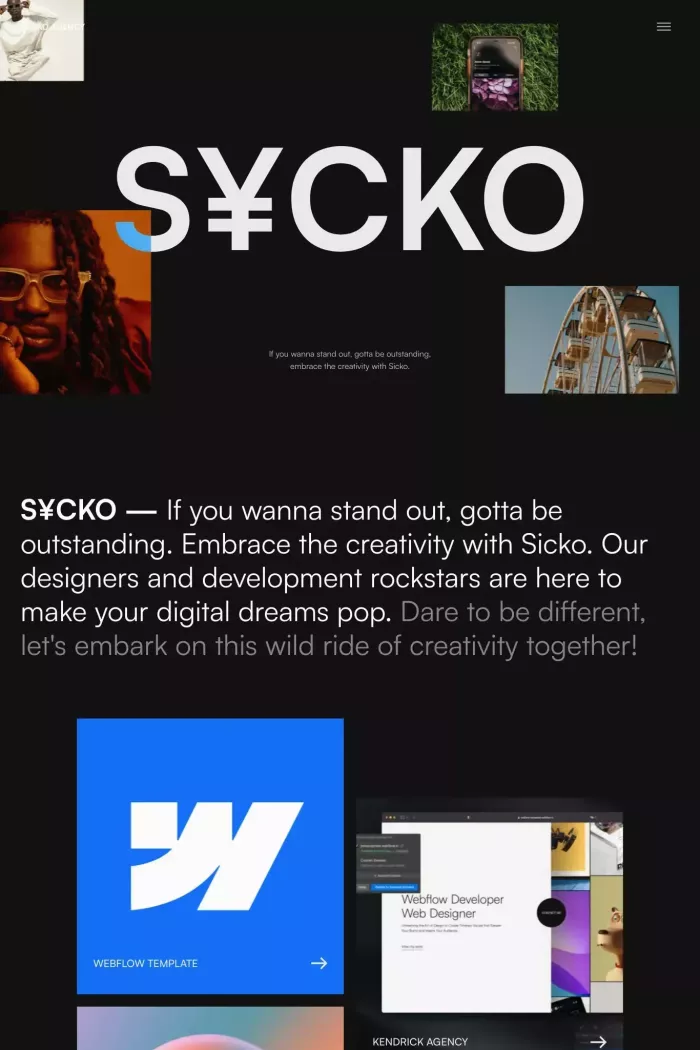 AGENCY
S¥CKO
If you wanna stand out, gotta be outstanding,
embrace the creativity with Sicko.
S¥CKO — If you wanna stand out, gotta be
outstanding. Embrace the creativity with Sicko. Our
designers and development rockstars are here to
make your digital dreams pop. Dare to be different,
let's embark on this wild ride of creativity together!
Webflow Developer
Web Designer
WEBFLOW TEMPLATE
KENDRICK AGENCY